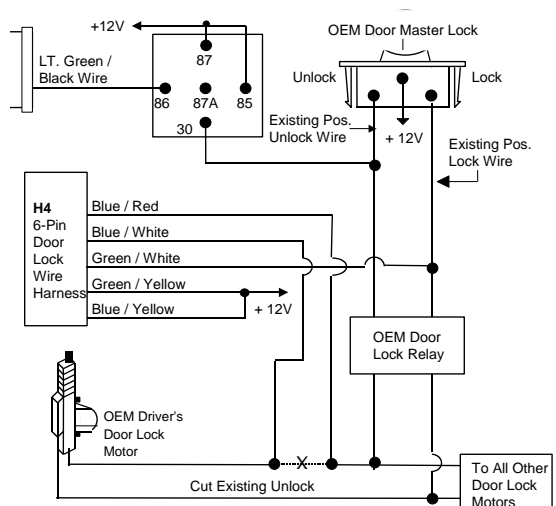 OEM Door Master Lock
+12V
LT. Green /
Black Wire
87
86
87A
85
30
Unlock
Lock
+ 12V
Existing Pos.
Unlock Wire
Existing Pos.
Lock Wire
H4
6-Pin
Door
Lock
Wire
Harness
Blue / Red
Blue / White
Green / White
Green / Yellow
Blue / Yellow
+ 12V
OEM Door
Lock Relay
OEM Driver's
Door Lock
Motor
X
Cut Existing Unlock
To All Other
Door Lock
Motors